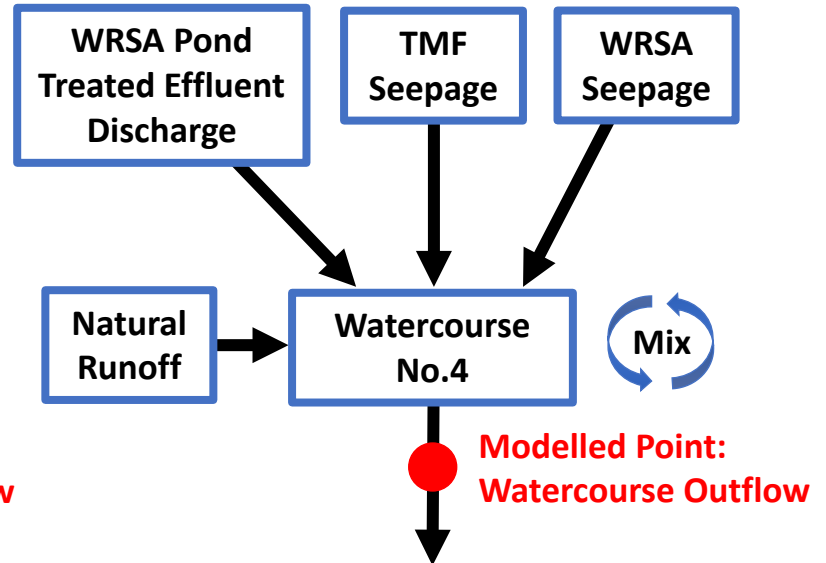 WRSA Pond
Treated Effluent
Discharge
TMF
Seepage
WRSA
Seepage
Natural
Runoff
Watercourse
No.4
Mix
Modelled Point:
Watercourse Outflow
w